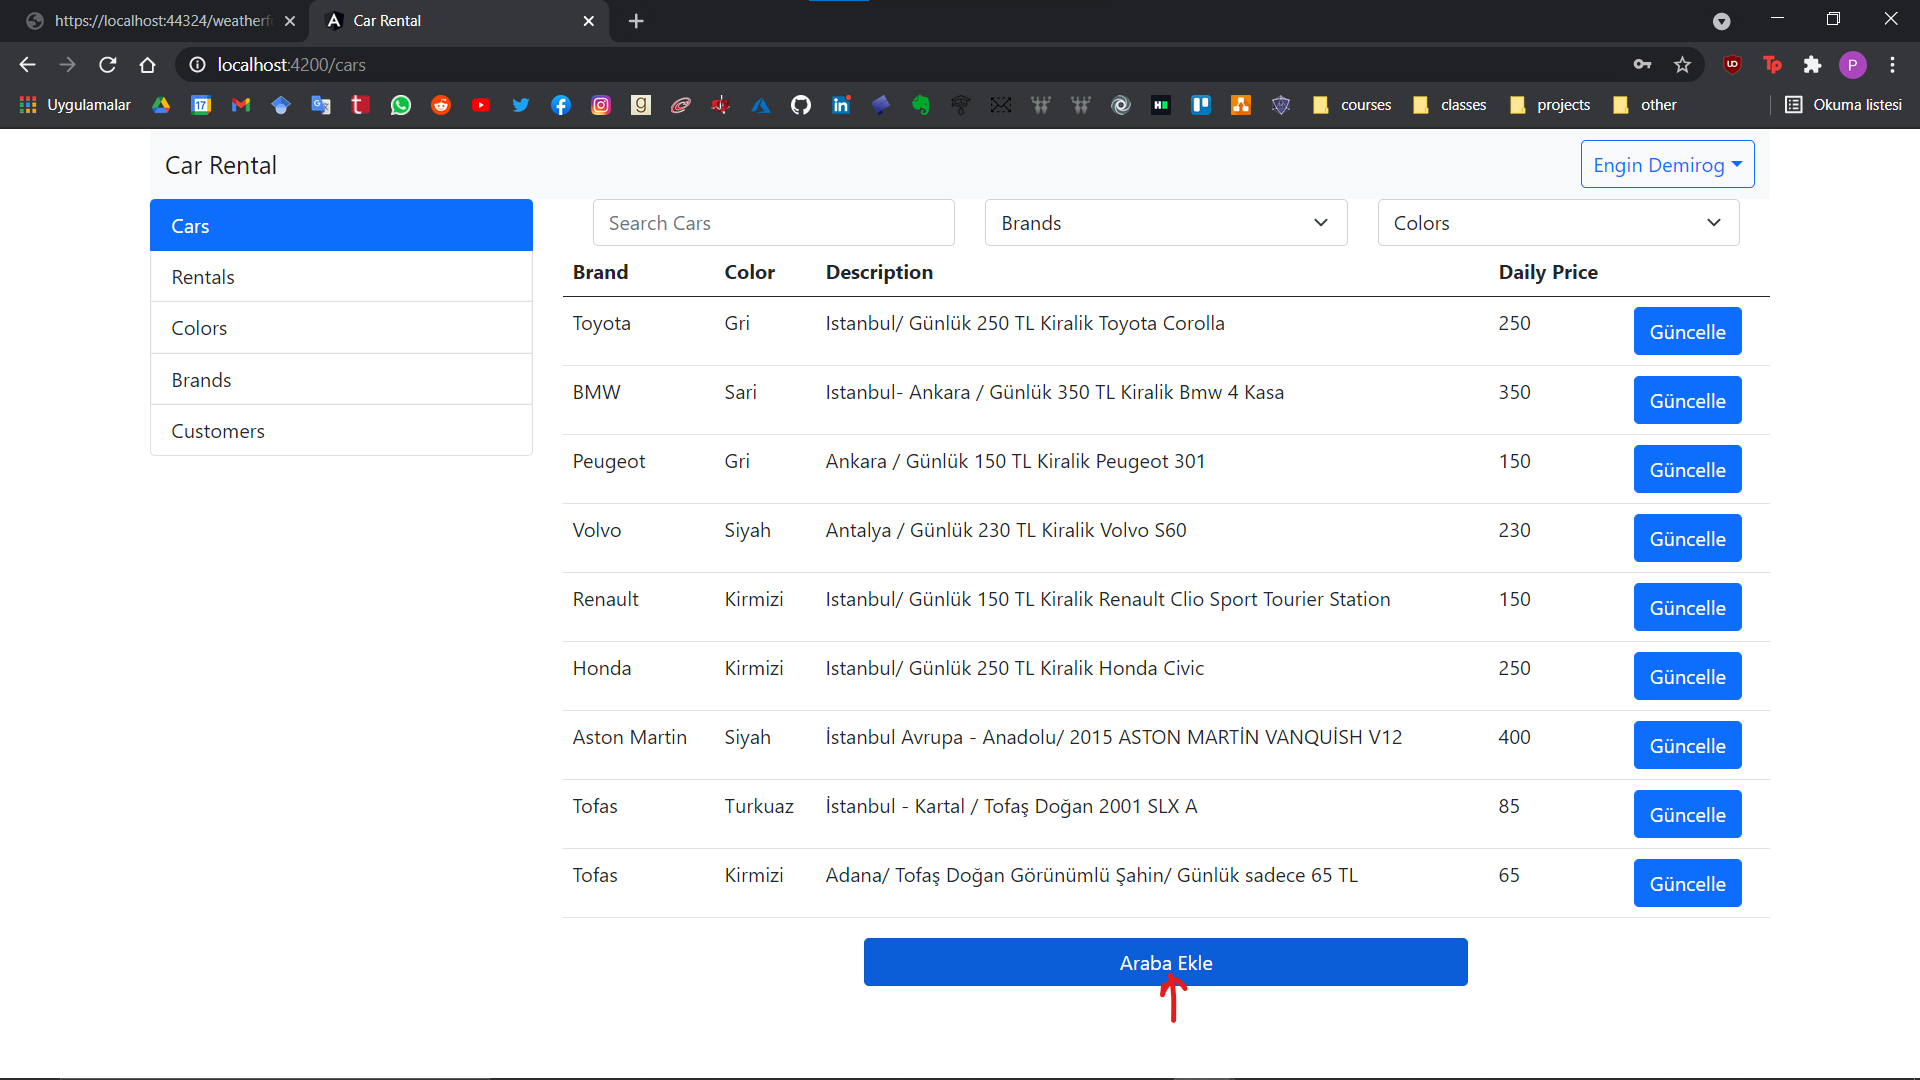 https://localhost:44324/weatherf
Car Rental
localhost:4200/cars
Uygulamalar
courses
classes
projects
other
Okuma listesi
Car Rental
Engin Demirog
Cars
Rentals
Colors
Brands
Customers
Search Cars
Brands
Colors
Brand Color Description Daily Price
Toyota Gri Istanbul/ Günlük 250 TL Kiralik Toyota Corolla 250 Güncelle
BMW Sari Istanbul- Ankara / Günlük 350 TL Kiralik Bmw 4 Kasa 350 Güncelle
Peugeot Gri Ankara / Günlük 150 TL Kiralik Peugeot 301 150 Güncelle
Volvo Siyah Antalya / Günlük 230 TL Kiralik Volvo S60 230 Güncelle
Renault Kirmizi Istanbul/ Günlük 150 TL Kiralik Renault Clio Sport Tourier Station 150 Güncelle
Honda Kirmizi Istanbul/ Günlük 250 TL Kiralik Honda Civic 250 Güncelle
Aston Martin Siyah İstanbul Avrupa - Anadolu/ 2015 ASTON MARTİN VANQUİSH V12 400 Güncelle
Tofas Turkuaz İstanbul - Kartal / Tofaş Doğan 2001 SLX A 85 Güncelle
Tofas Kirmizi Adana/ Tofaş Doğan Görünümlü Şahin/ Günlük sadece 65 TL 65 Güncelle
Araba Ekle